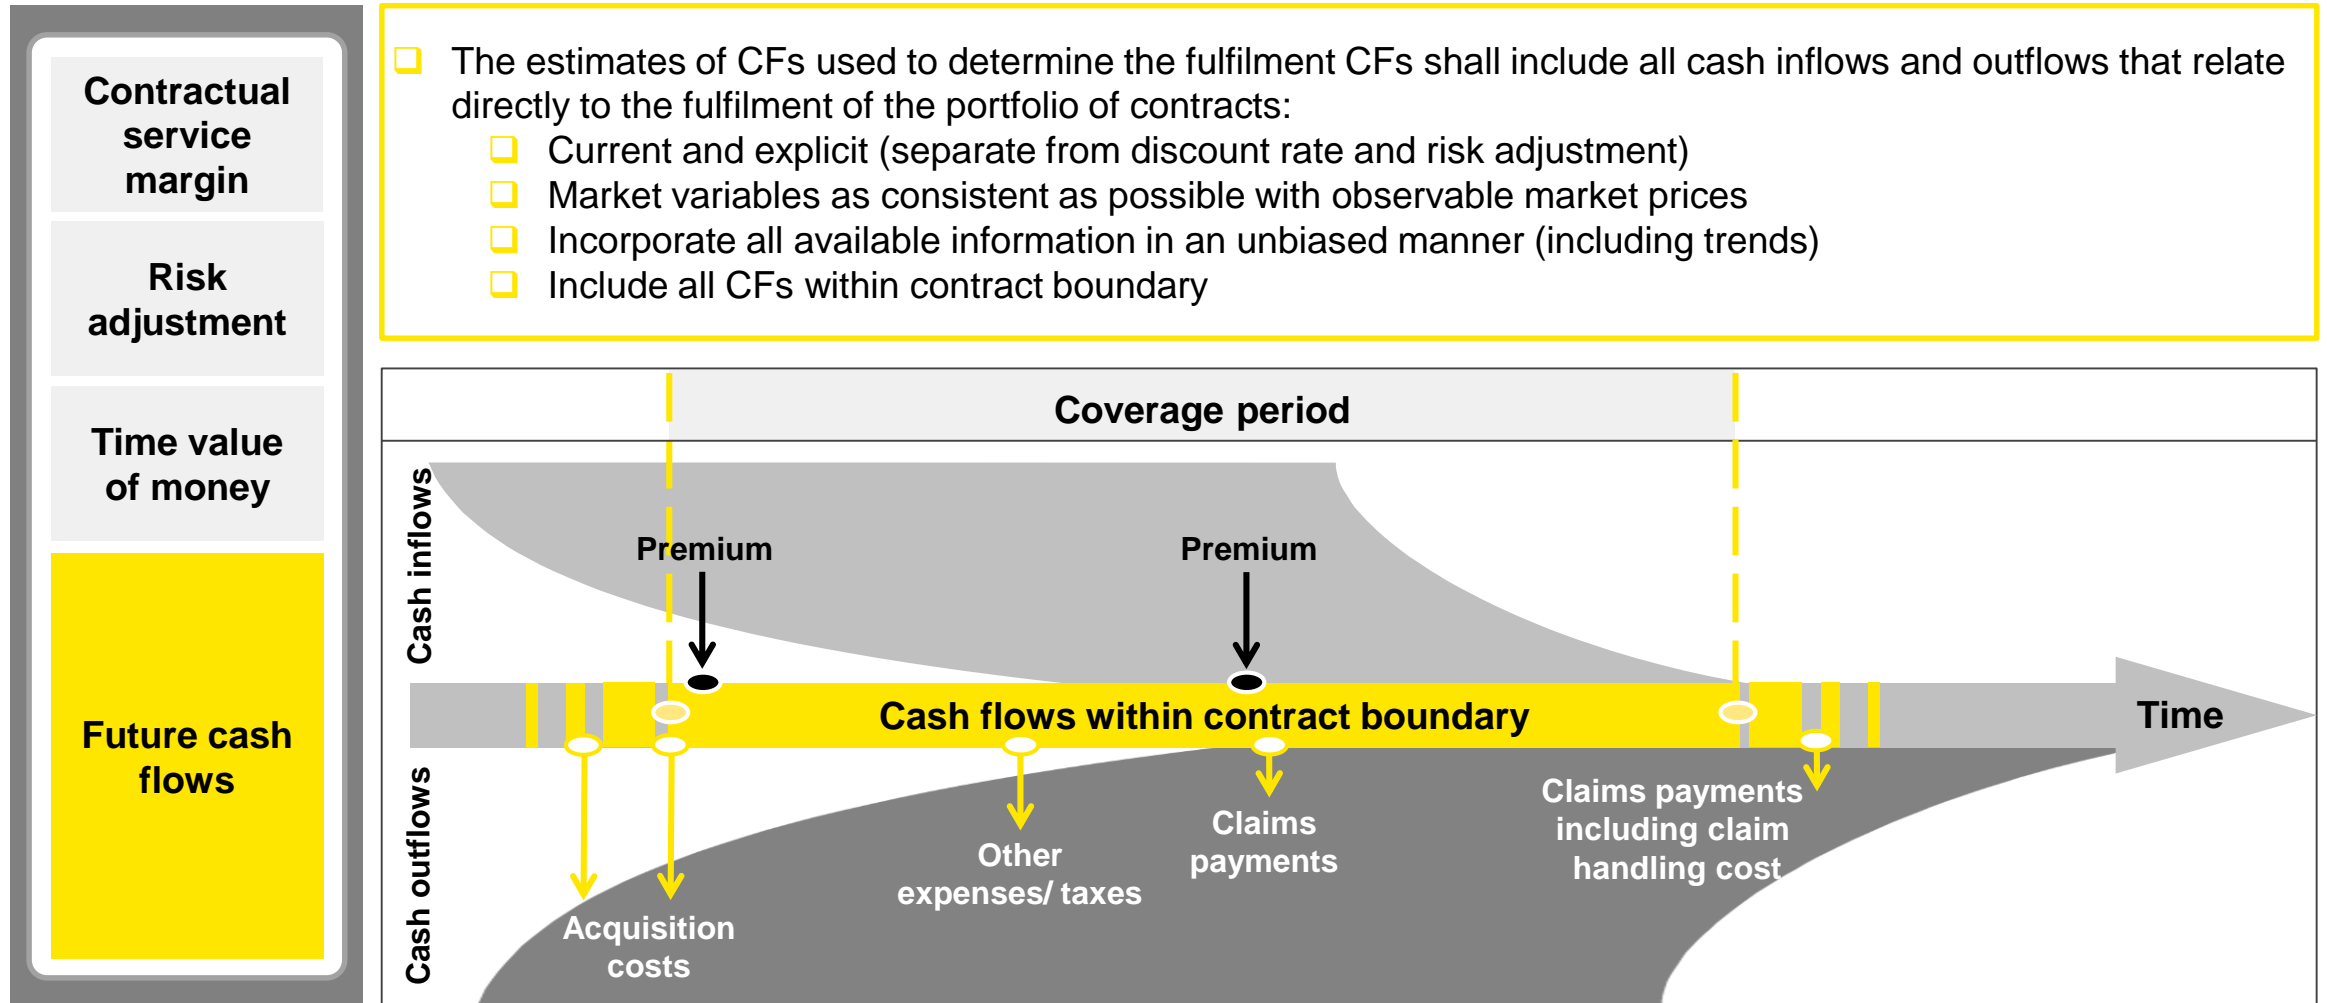 Contractual
service
margin
Risk
adjustment
Time value
of money
Future cash
flows
The estimates of CFs used to determine the fulfilment CFs shall include all cash inflows and outflows that relate
directly to the fulfilment of the portfolio of contracts:
Current and explicit (separate from discount rate and risk adjustment)
Market variables as consistent as possible with observable market prices
Incorporate all available information in an unbiased manner (including trends)
Include all CFs within contract boundary
Coverage period
Cash inflows
Premium
Premium
Cash flows within contract boundary
Time
Cash outflows
Acquisition
costs
Other
expenses/ taxes
Claims
payments
Claims payments
including claim
handling cost